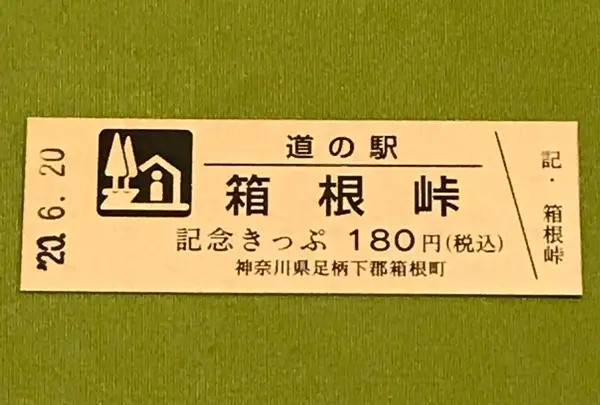 '20. 6. 20
道の駅
箱根峠
記念きっぷ 180円(税込)
神奈川県足柄下郡箱根町
記・箱根峠